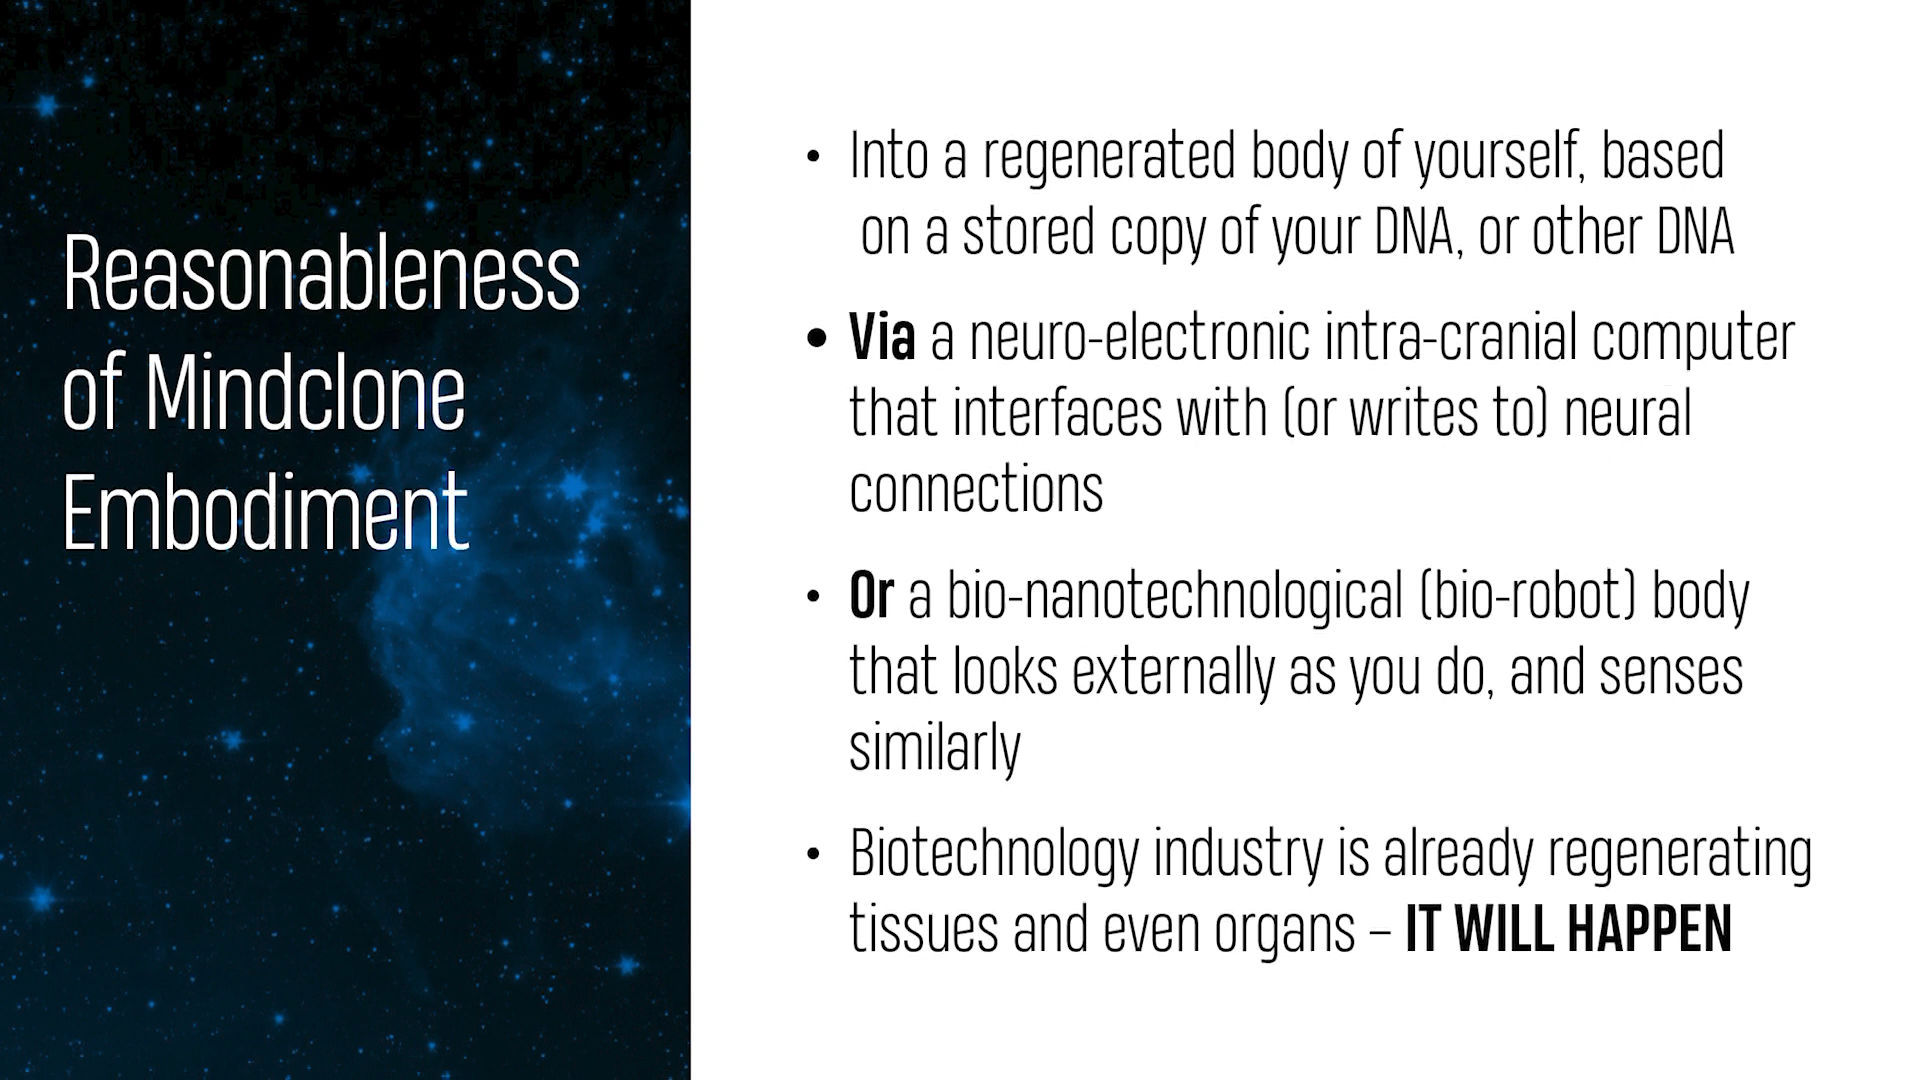 Reasonableness
of Mindclone
Embodiment
• Into a regenerated body of yourself, based
on a stored copy of your DNA, or other DNA
• Via a neuro-electronic intra-cranial computer
that interfaces with (or writes to) neural
connections
• Or a bio-nanotechnological (bio-robot) body
that looks externally as you do, and senses
similarly
• Biotechnology industry is already regenerating
tissues and even organs – IT WILL HAPPEN